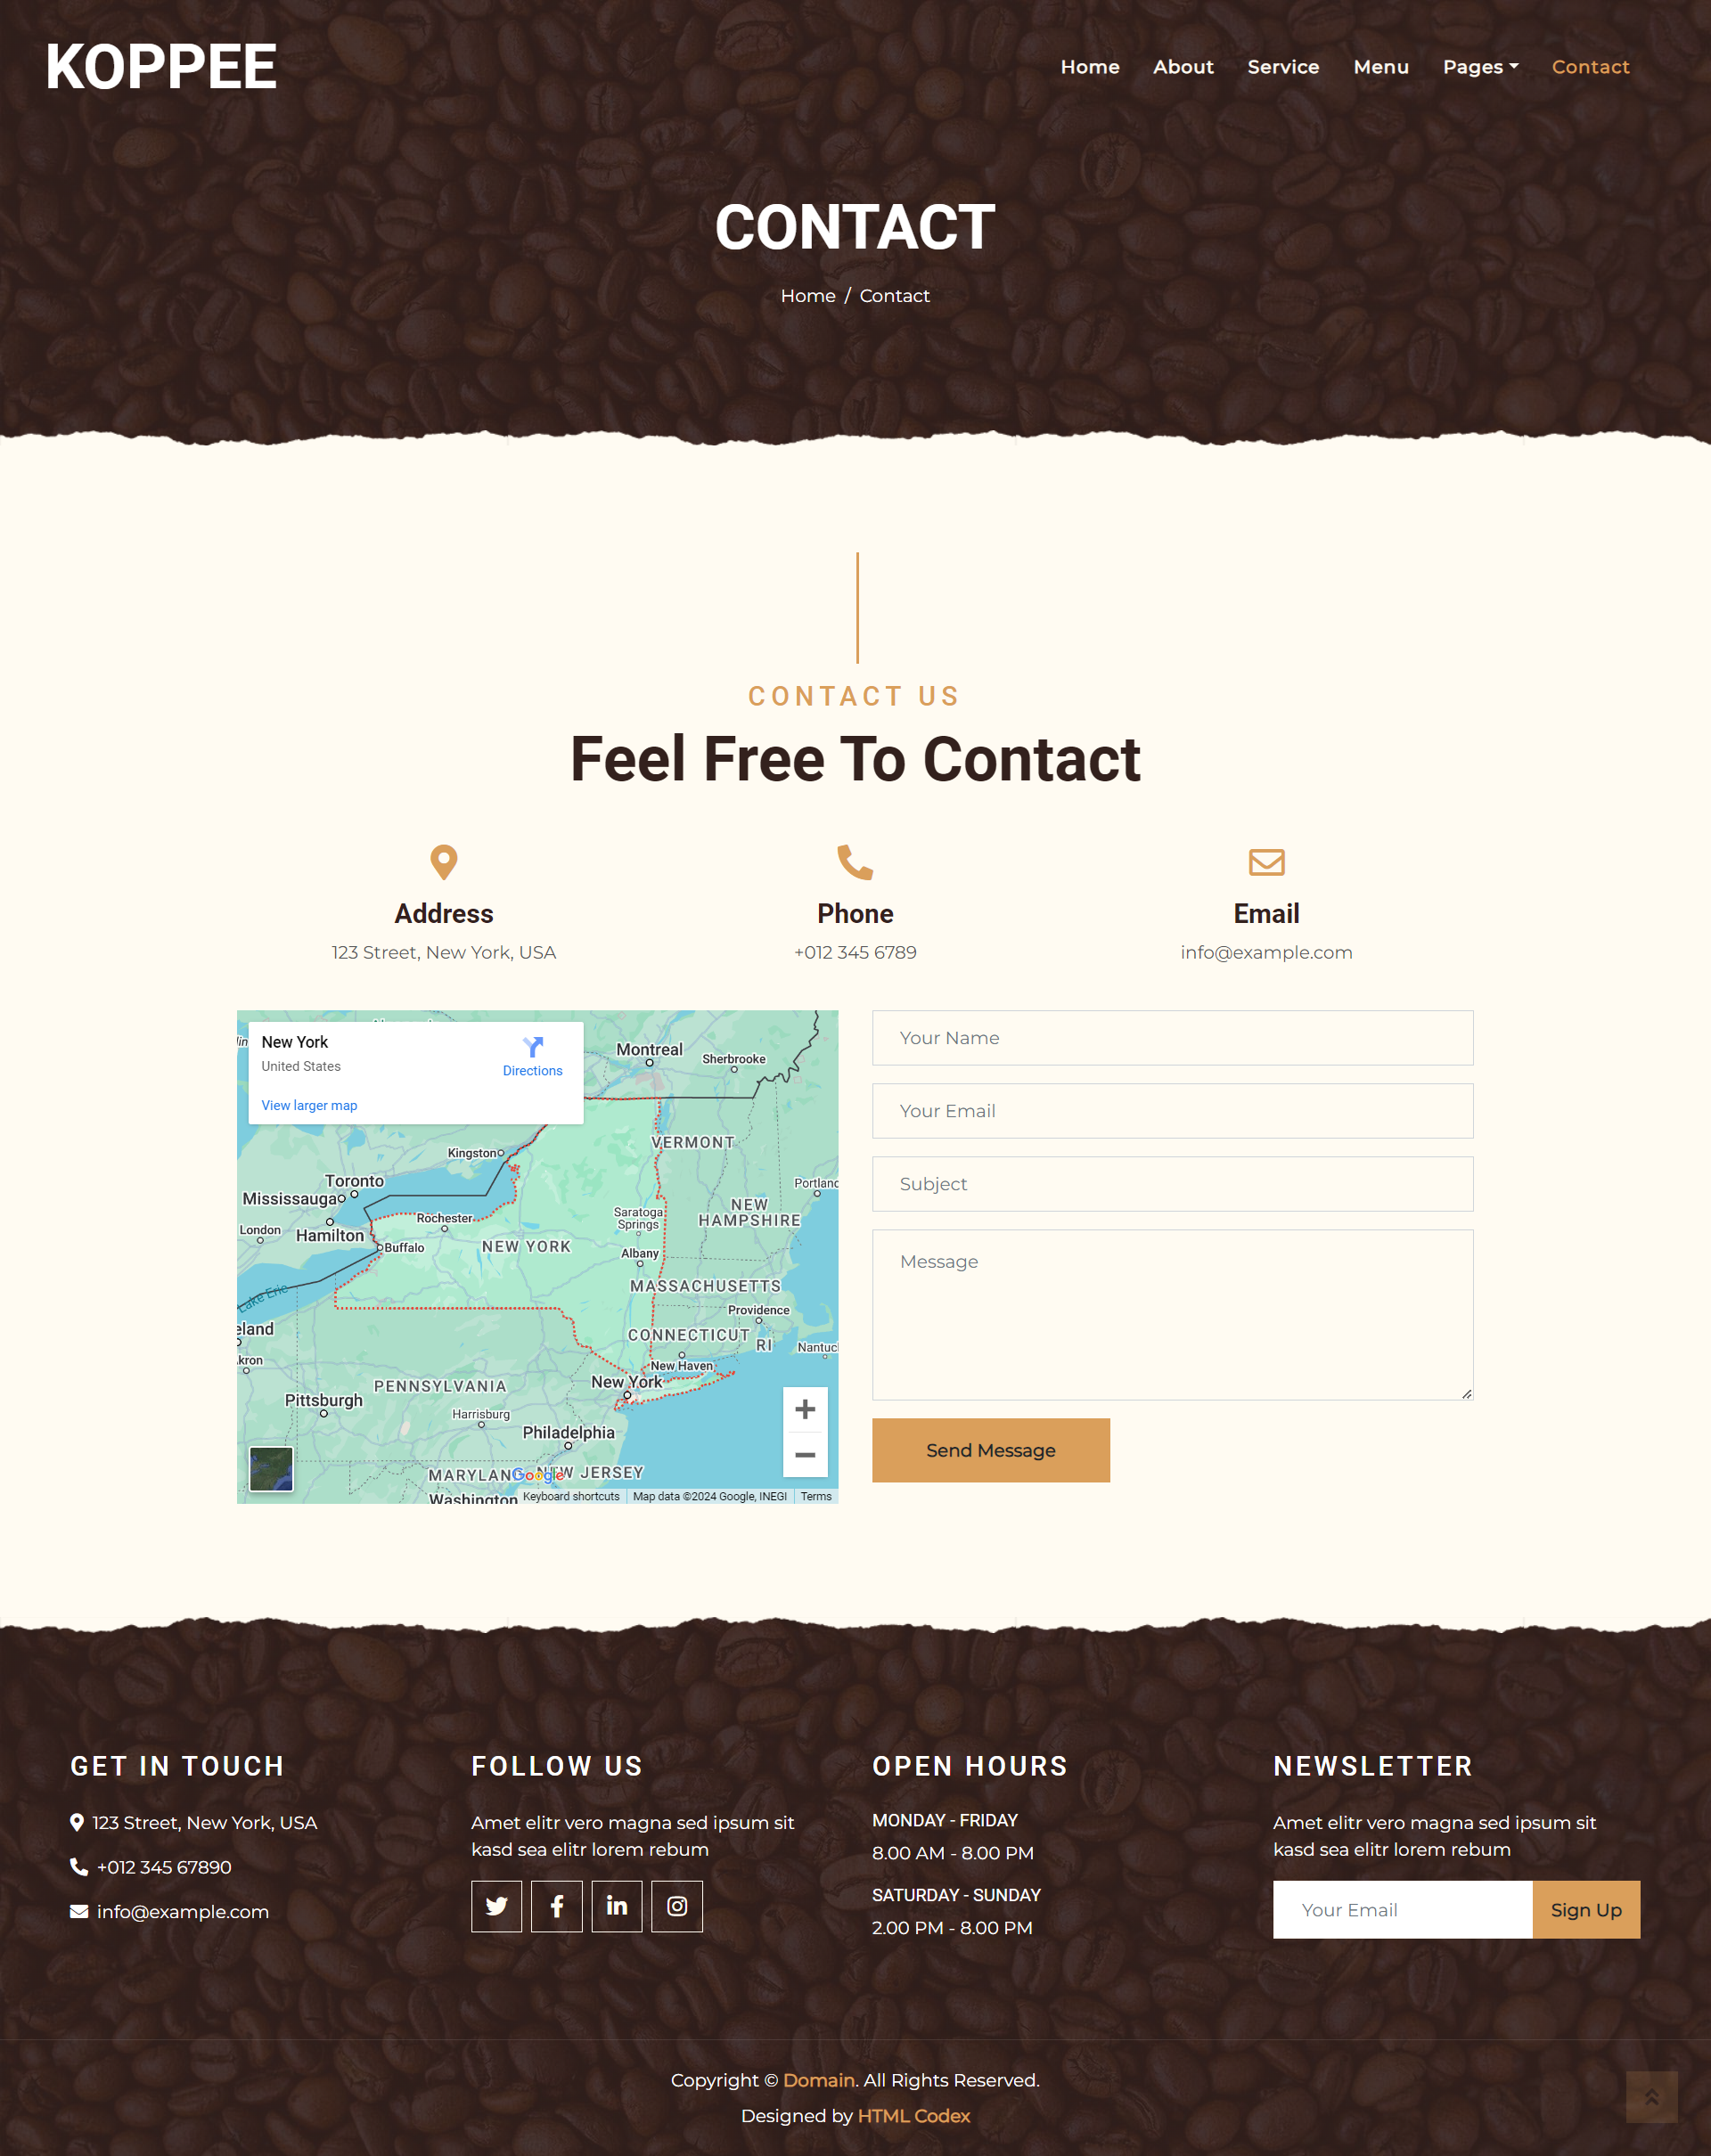 KOPPEE
Home About Service Menu Pages Contact
CONTACT
Home / Contact
CONTACT US
Feel Free To Contact
Address
123 Street, New York, USA
Phone
+012 345 6789
Email
info@example.com
New York
United States
Directions
View larger map
Montreal
Sherbrooke
VERMONT
Kingston
Toronto
Mississauga
Portland
NEW
HAMPSHIRE
Saratoga
Springs
Rochester
London
Hamilton
Buffalo
NEW YORK
Albany
MASSACHUSETTS
Lake Erie
Providence
eland
CONNECTICUT
RI
Nantuc
kron
New Haven
New York
PENNSYLVANIA
Pittsburgh
Harrisburg
Philadelphia
MARYLAND
Google
NEW JERSEY
Washington
Keyboard shortcuts
Map data ©2024 Google, INEGI
Terms
Your Name
Your Email
Subject
Message
Send Message
GET IN TOUCH
123 Street, New York, USA
+012 345 67890
info@example.com
FOLLOW US
Amet elitr vero magna sed ipsum sit
kasd sea elitr lorem rebum
OPEN HOURS
MONDAY - FRIDAY
8.00 AM - 8.00 PM
SATURDAY - SUNDAY
2.00 PM - 8.00 PM
NEWSLETTER
Amet elitr vero magna sed ipsum sit
kasd sea elitr lorem rebum
Your Email
Sign Up
Copyright © Domain. All Rights Reserved.
Designed by HTML Codex